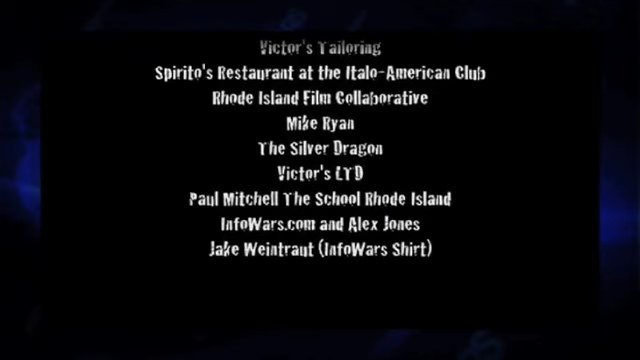 Victor's Tailoring
Spirito's Restaurant at the Italo-American Club
Rhode Island Film Collaborative
Mike Ryan
The Silver Dragon
Victor's LTD
Paul Mitchell The School Rhode Island
InfoWars.com and Alex Jones
Jake Weintraut (InfoWars Shirt)